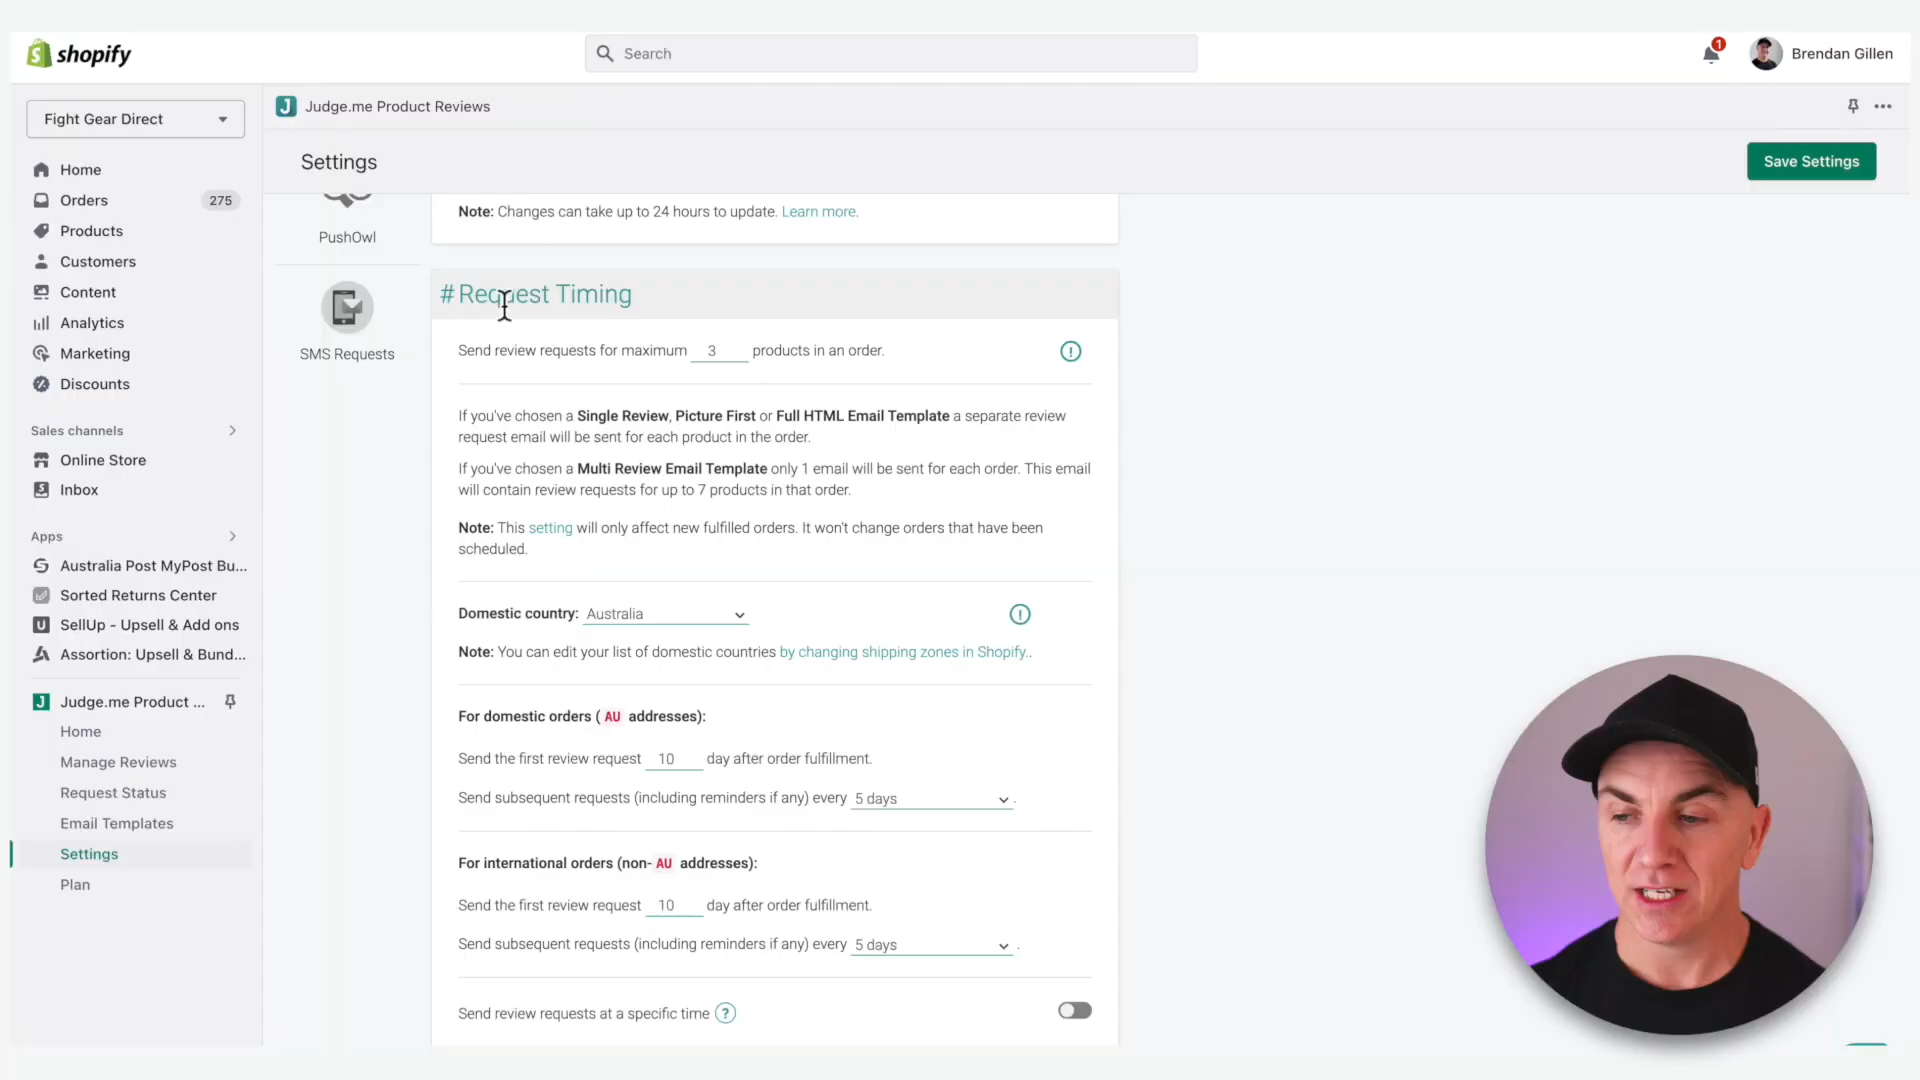 shopify
Search
1
Brendan Gillen
Fight Gear Direct
Judge.me Product Reviews
Settings
Save Settings
Home
Orders 275
Products
Customers
Content
Analytics
Marketing
Discounts
Sales channels
Online Store
Inbox
Apps
Australia Post MyPost Bu...
Sorted Returns Center
SellUp - Upsell & Add ons
Assortion: Upsell & Bund...
Judge.me Product ...
Home
Manage Reviews
Request Status
Email Templates
Settings
Plan
PushOwl
SMS Requests
Note: Changes can take up to 24 hours to update. Learn more.
#Request Timing
Send review requests for maximum 3 products in an order.
If you've chosen a Single Review, Picture First or Full HTML Email Template a separate review
request email will be sent for each product in the order.
If you've chosen a Multi Review Email Template only 1 email will be sent for each order. This email
will contain review requests for up to 7 products in that order.
Note: This setting will only affect new fulfilled orders. It won't change orders that have been
scheduled.
Domestic country: Australia
Note: You can edit your list of domestic countries by changing shipping zones in Shopify..
For domestic orders ( AU addresses):
Send the first review request 10 day after order fulfillment.
Send subsequent requests (including reminders if any) every 5 days .
For international orders (non- AU addresses):
Send the first review request 10 day after order fulfillment.
Send subsequent requests (including reminders if any) every 5 days .
Send review requests at a specific time ?